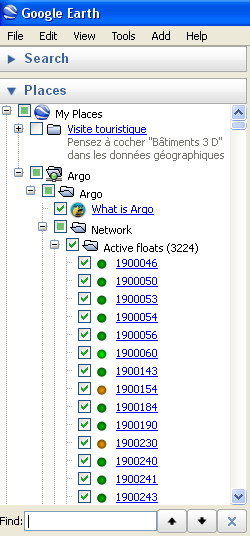 Google Earth
File Edit View Tools Add Help
Search
Places
My Places
Visite touristique
Pensez à cocher "Bâtiments 3 D"
dans les données géographiques
Argo
Argo
What is Argo
Network
Active floats (3224)
1900046
1900050
1900053
1900054
1900056
1900060
1900143
1900154
1900184
1900190
1900230
1900240
1900241
1900243
Find: